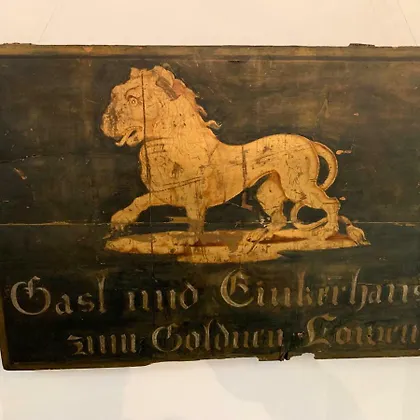 Gast und Einkerhaus
zum Goldnen Löwen